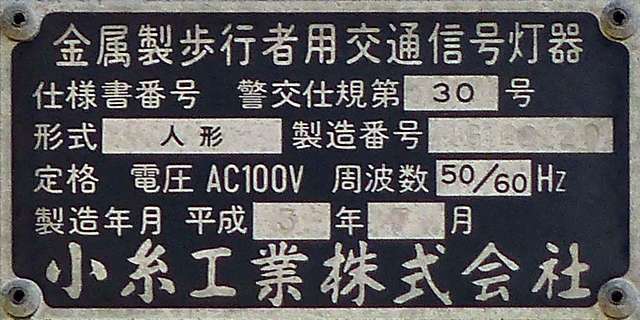 金属製歩行者用交通信号灯器
仕様書番号 警交仕規第 30 号
形式 人形 製造番号
定格 電圧 AC100V 周波数 50/60 Hz
製造年月 平成 3 年 月
小糸工業株式会社